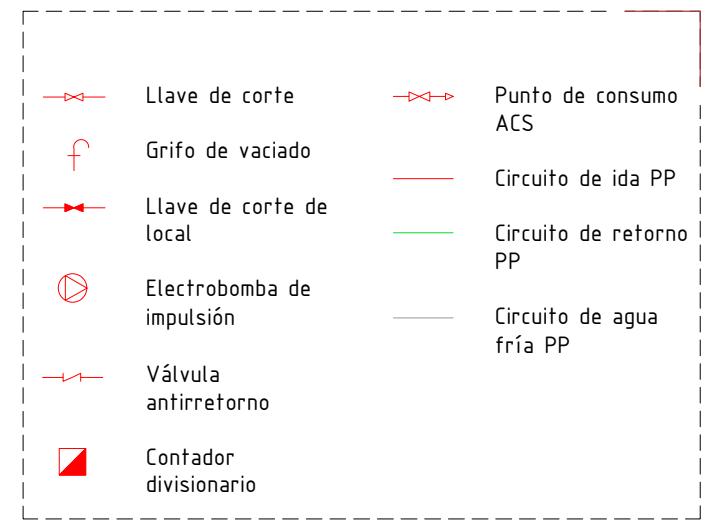 Llave de corte
Grifo de vaciado
Llave de corte de
local
Electrobomba de
impulsión
Válvula
antirretorno
Contador
divisionario
Punto de consumo
ACS
Circuito de ida PP
Circuito de retorno
PP
Circuito de agua
fría PP